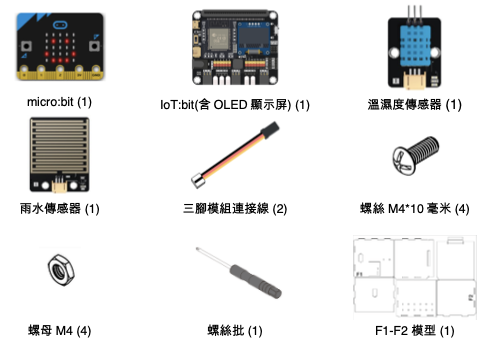 micro:bit (1)
IoT:bit(含 OLED 顯示屏) (1)
溫濕度傳感器 (1)
雨水傳感器 (1)
三腳模組連接線 (2)
螺絲 M4*10 毫米 (4)
螺母 M4 (4)
螺絲批 (1)
F1
F2
F1-F2 模型 (1)